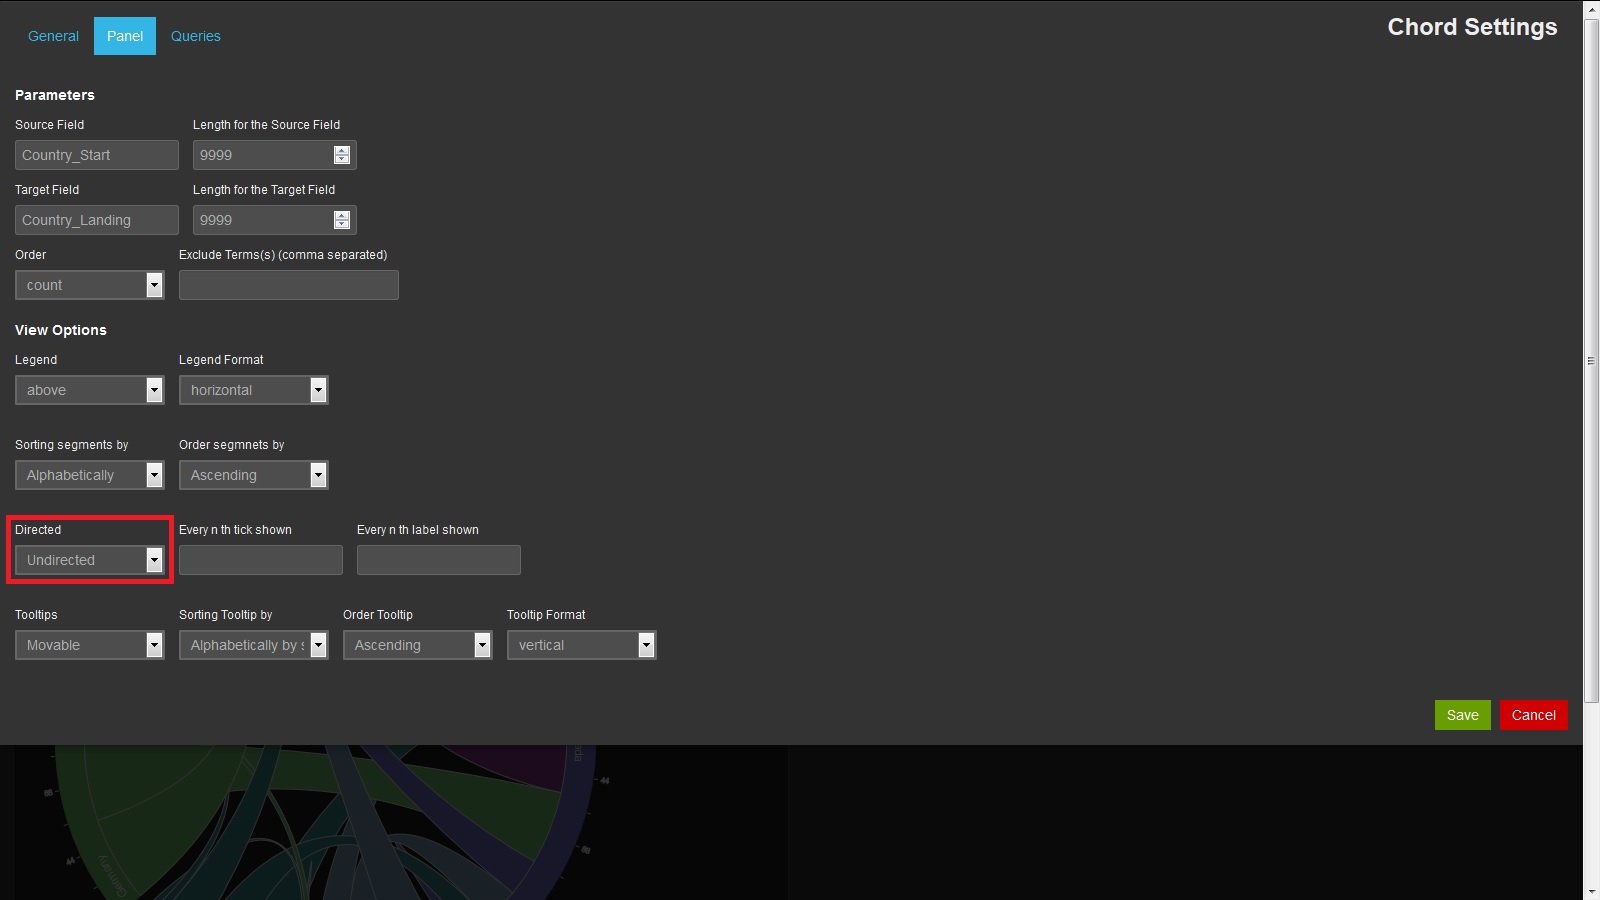 General Panel Queries Chord Settings
Parameters
Source Field Length for the Source Field
Country_Start 9999
Target Field Length for the Target Field
Country_Landing 9999
Order Exclude Terms(s) (comma separated)
count
View Options
Legend Legend Format
above horizontal
Sorting segments by Order segmnets by
Alphabetically Ascending
Directed Every n th tick shown Every n th label shown
Undirected
Tooltips Sorting Tooltip by Order Tooltip Tooltip Format
Movable Alphabetically by s Ascending vertical
Save Cancel
Germany